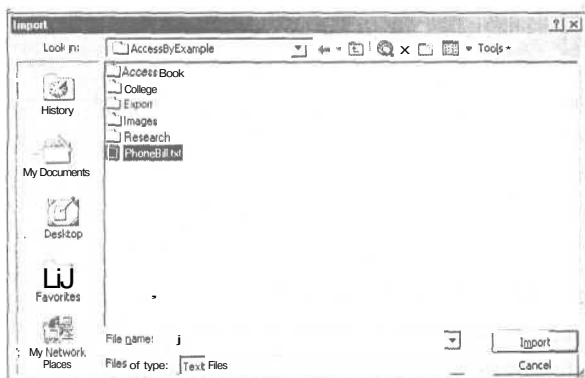 Import
Look in: AccessByExample Tools
Access Book
College
Export
Images
Research
PhoneBill.txt
History
My Documents
Desktop
Favorites
My Network
Places
File name:
Import
Files of type: Text Files
Cancel